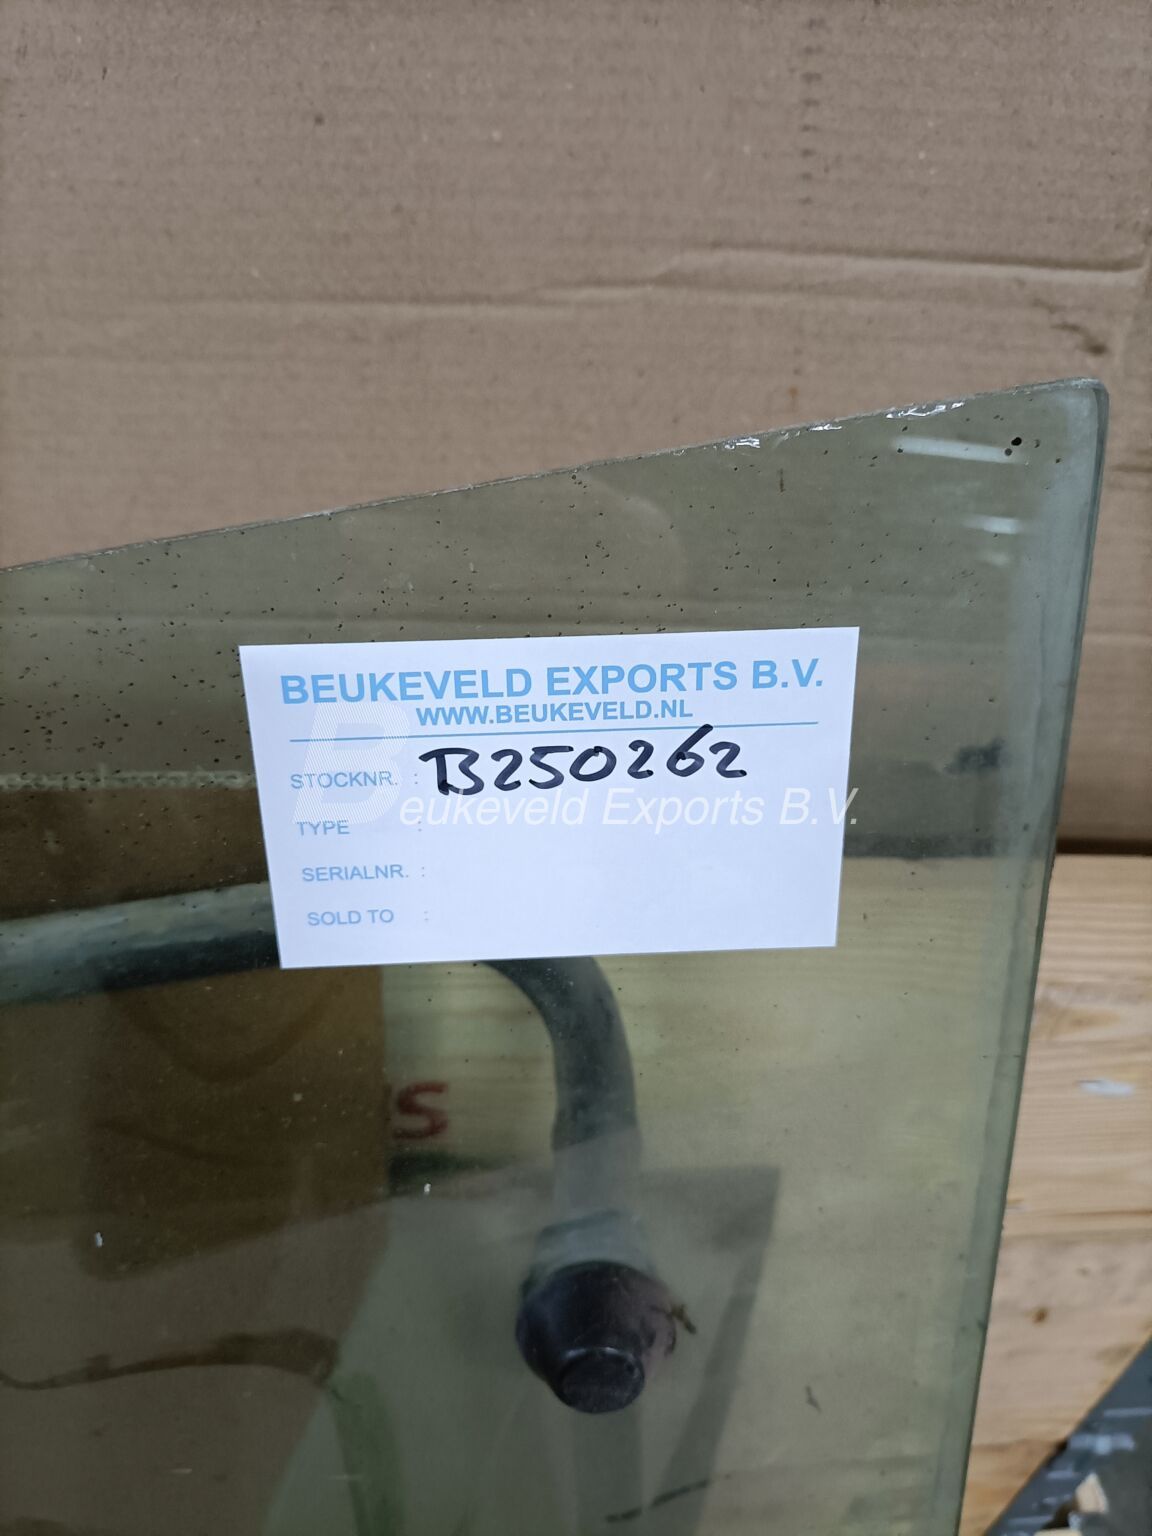 BEUKEVELD EXPORTS B.V.
WWW.BEUKEVELD.NL
STOCKNR. : B250262
Beukeveld Exports B.V.
TYPE :
SERIALNR. :
SOLD TO :
S